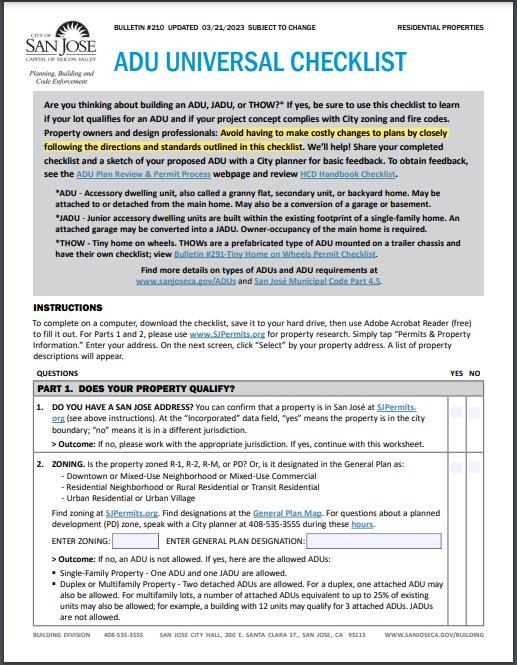 CITY OF
SAN JOSE
CAPITAL OF SILICON VALLEY
Planning, Building and
Code Enforcement
BULLETIN #210 UPDATED 03/21/2023 SUBJECT TO CHANGE
RESIDENTIAL PROPERTIES
ADU UNIVERSAL CHECKLIST
Are you thinking about building an ADU, JADU, or THOW?* If yes, be sure to use this checklist to learn
if your lot qualifies for an ADU and if your project concept complies with City zoning and fire codes.
Property owners and design professionals: Avoid having to make costly changes to plans by closely
following the directions and standards outlined in this checklist. We'll help! Share your completed
checklist and a sketch of your proposed ADU with a City planner for basic feedback. To obtain feedback,
see the ADU Plan Review & Permit Process webpage and review HCD Handbook Checklist.
*ADU - Accessory dwelling unit, also called a granny flat, secondary unit, or backyard home. May be
attached to or detached from the main home. May also be a conversion of a garage or basement.
*JADU - Junior accessory dwelling units are built within the existing footprint of a single-family home. An
attached garage may be converted into a JADU. Owner-occupancy of the main home is required.
*THOW - Tiny home on wheels. THOWs are a prefabricated type of ADU mounted on a trailer chassis and
have their own checklist; view Bulletin #291-Tiny Home on Wheels Permit Checklist.
Find more details on types of ADUs and ADU requirements at
www.sanjoseca.gov/ADUs and San José Municipal Code Part 4.5.
INSTRUCTIONS
To complete on a computer, download the checklist, save it to your hard drive, then use Adobe Acrobat Reader (free)
to fill it out. For Parts 1 and 2, please use www.SJPermits.org for property research. Simply tap "Permits & Property
Information." Enter your address. On the next screen, click "Select" by your property address. A list of property
descriptions will appear.
QUESTIONS YES NO
PART 1. DOES YOUR PROPERTY QUALIFY?
1. DO YOU HAVE A SAN JOSE ADDRESS? You can confirm that a property is in San José at SJPermits.
org (see above instructions). At the "Incorporated" data field, "yes" means the property is in the city
boundary; "no" means it is in a different jurisdiction.
> Outcome: If no, please work with the appropriate jurisdiction. If yes, continue with this worksheet.
2. ZONING. Is the property zoned R-1, R-2, R-M, or PD? Or, is it designated in the General Plan as:
- Downtown or Mixed-Use Neighborhood or Mixed-Use Commercial
- Residential Neighborhood or Rural Residential or Transit Residential
- Urban Residential or Urban Village
Find zoning at SJPermits.org. Find designations at the General Plan Map. For questions about a planned
development (PD) zone, speak with a City planner at 408-535-3555 during these hours.
ENTER ZONING: ENTER GENERAL PLAN DESIGNATION:
> Outcome: If no, an ADU is not allowed. If yes, here are the allowed ADUs:
▪ Single-Family Property - One ADU and one JADU are allowed.
▪ Duplex or Multifamily Property - Two detached ADUs are allowed. For a duplex, one attached ADU may
also be allowed. For multifamily lots, a number of attached ADUs equivalent to up to 25% of existing
units may also be allowed; for example, a building with 12 units may qualify for 3 attached ADUs. JADUs
are not allowed.
BUILDING DIVISION 408-535-3555 SAN JOSE CITY HALL, 200 E. SANTA CLARA ST., SAN JOSE, CA 95113 WWW.SANJOSECA.GOV/BUILDING